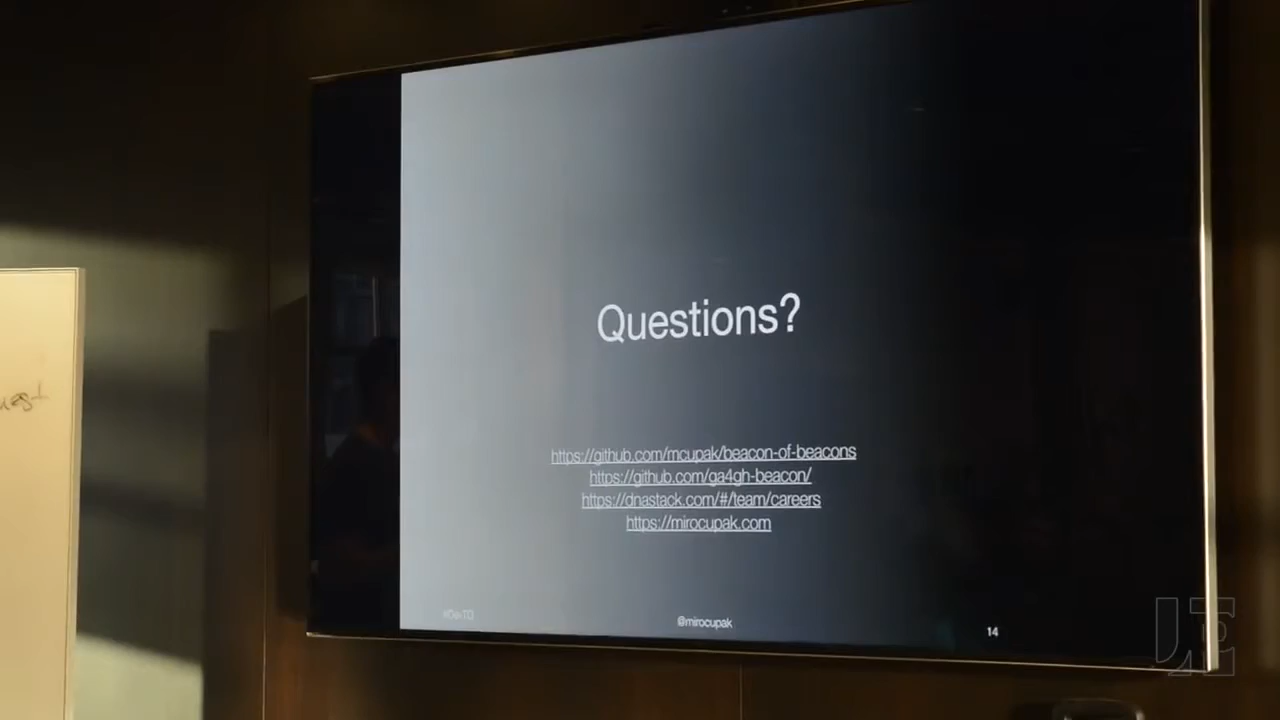 Questions?
https://github.com/mcupak/beacon-of-beacons
https://github.com/ga4gh-beacon/
https://dnastack.com/#/team/careers
https://mirocupak.com
#DevTO
@mirocupak
14